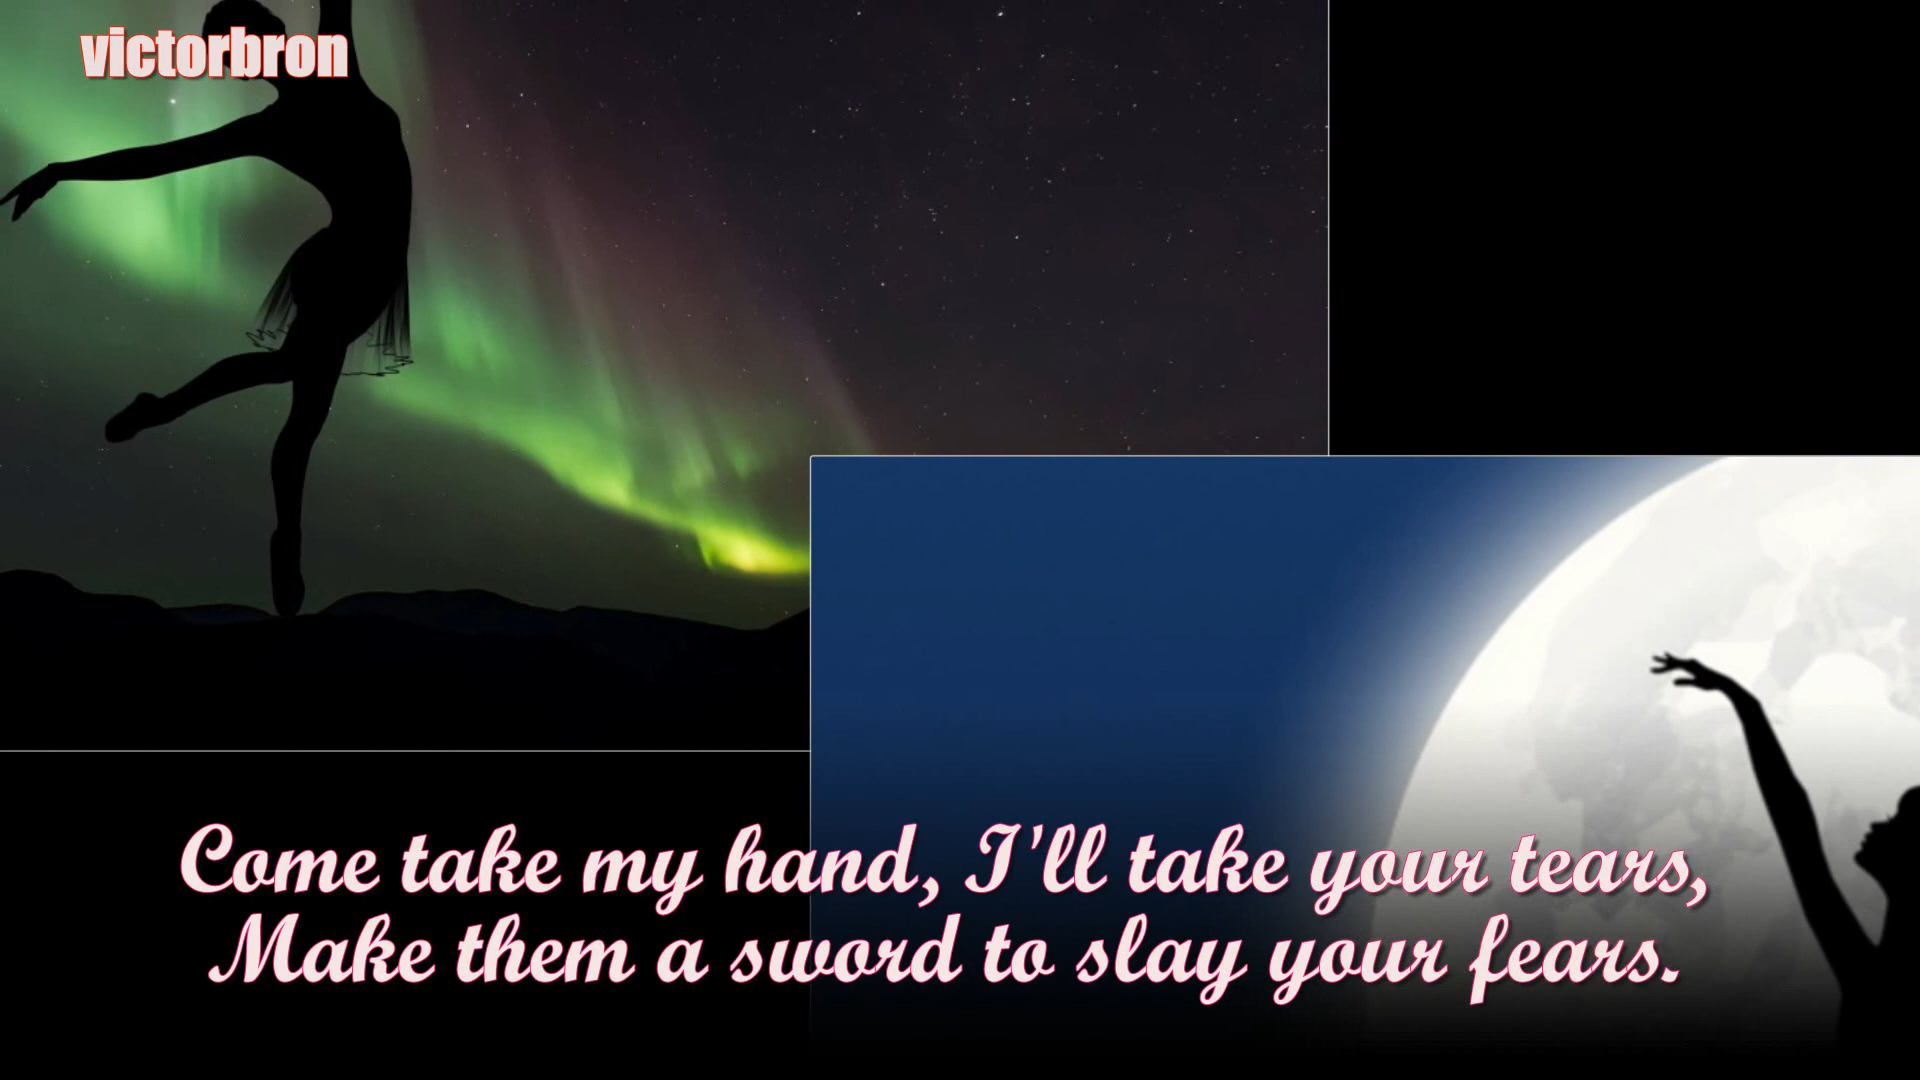 victorbron
Come take my hand, I'll take your tears,
Make them a sword to slay your fears.